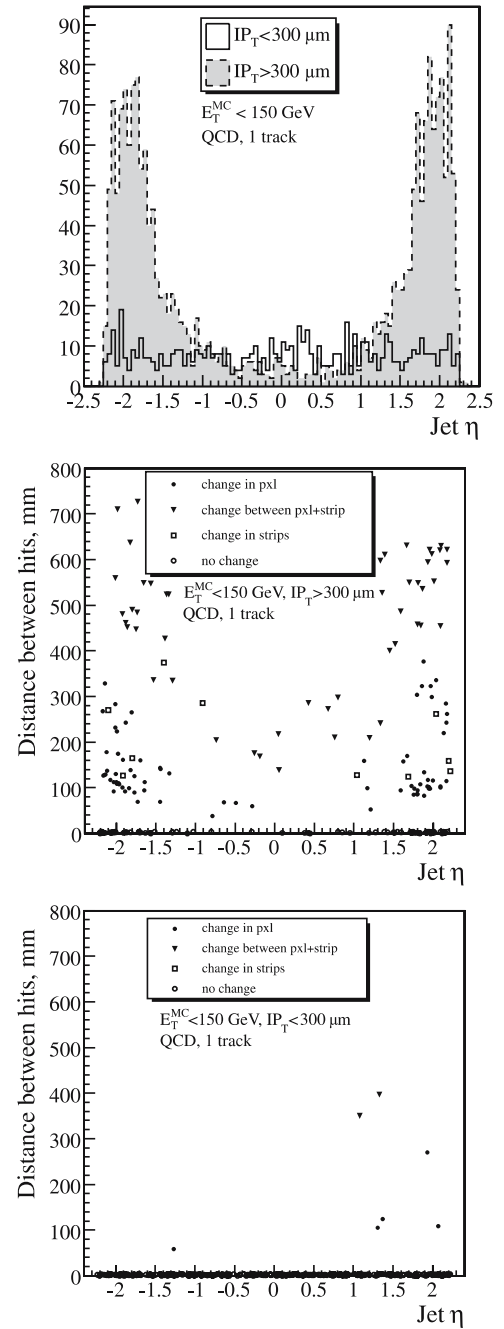 90
80
70
60
50
40
30
20
10
0
IP_T<300 μm
IP_T>300 μm
E_T^MC < 150 GeV
QCD, 1 track
-2.5 -2 -1.5 -1 -0.5 0 0.5 1 1.5 2 2.5
Jet η
Distance between hits, mm
800
700
600
500
400
300
200
100
0
change in pxl
change between pxl+strip
change in strips
no change
E_T^MC<150 GeV, IP_T>300 μm
QCD, 1 track
-2 -1.5 -1 -0.5 0 0.5 1 1.5 2
Jet η
Distance between hits, mm
800
700
600
500
400
300
200
100
0
change in pxl
change between pxl+strip
change in strips
no change
E_T^MC<150 GeV, IP_T<300 μm
QCD, 1 track
-2 -1.5 -1 -0.5 0 0.5 1 1.5 2
Jet η